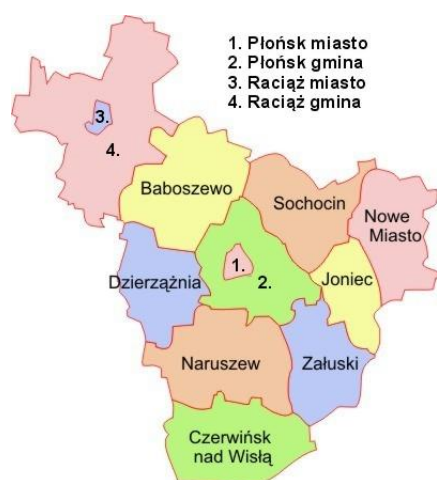 1. Płońsk miasto
2. Płońsk gmina
3. Raciąż miasto
4. Raciąż gmina
3.
4.
Baboszewo
Sochocin
Nowe
Miasto
1.
2.
Dzierzążnia
Joniec
Naruszew
Załuski
Czerwińsk
nad Wisłą